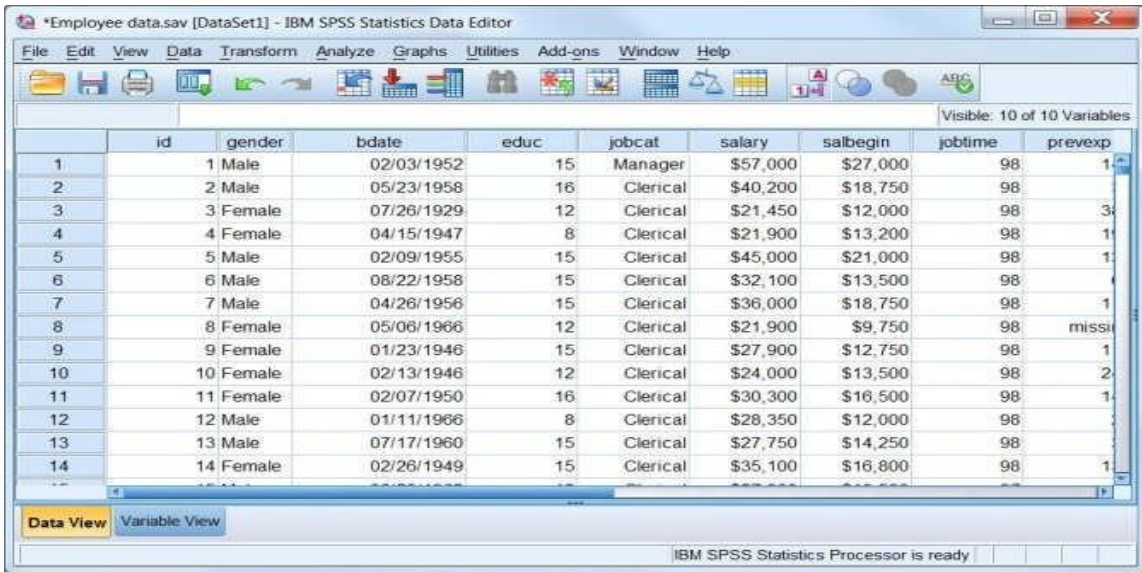 *Employee data.sav [DataSet1] - IBM SPSS Statistics Data Editor
File Edit View Data Transform Analyze Graphs Utilities Add-ons Window Help
Visible: 10 of 10 Variables
id gender bdate educ jobcat salary salbegin jobtime prevexp
1 1 Male 02/03/1952 15 Manager $57,000 $27,000 98
2 2 Male 05/23/1958 16 Clerical $40,200 $18,750 98
3 3 Female 07/26/1929 12 Clerical $21,450 $12,000 98
4 4 Female 04/15/1947 8 Clerical $21,900 $13,200 98
5 5 Male 02/09/1955 15 Clerical $45,000 $21,000 98
6 6 Male 08/22/1958 15 Clerical $32,100 $13,500 98
7 7 Male 04/26/1956 15 Clerical $36,000 $18,750 98
8 8 Female 05/06/1966 12 Clerical $21,900 $9,750 98
9 9 Female 01/23/1946 15 Clerical $27,900 $12,750 98
10 10 Female 02/13/1946 12 Clerical $24,000 $13,500 98
11 11 Female 02/07/1950 16 Clerical $30,300 $16,500 98
12 12 Male 01/11/1966 8 Clerical $28,350 $12,000 98
13 13 Male 07/17/1960 15 Clerical $27,750 $14,250 98
14 14 Female 02/26/1949 15 Clerical $35,100 $16,800 98
Data View Variable View
IBM SPSS Statistics Processor is ready